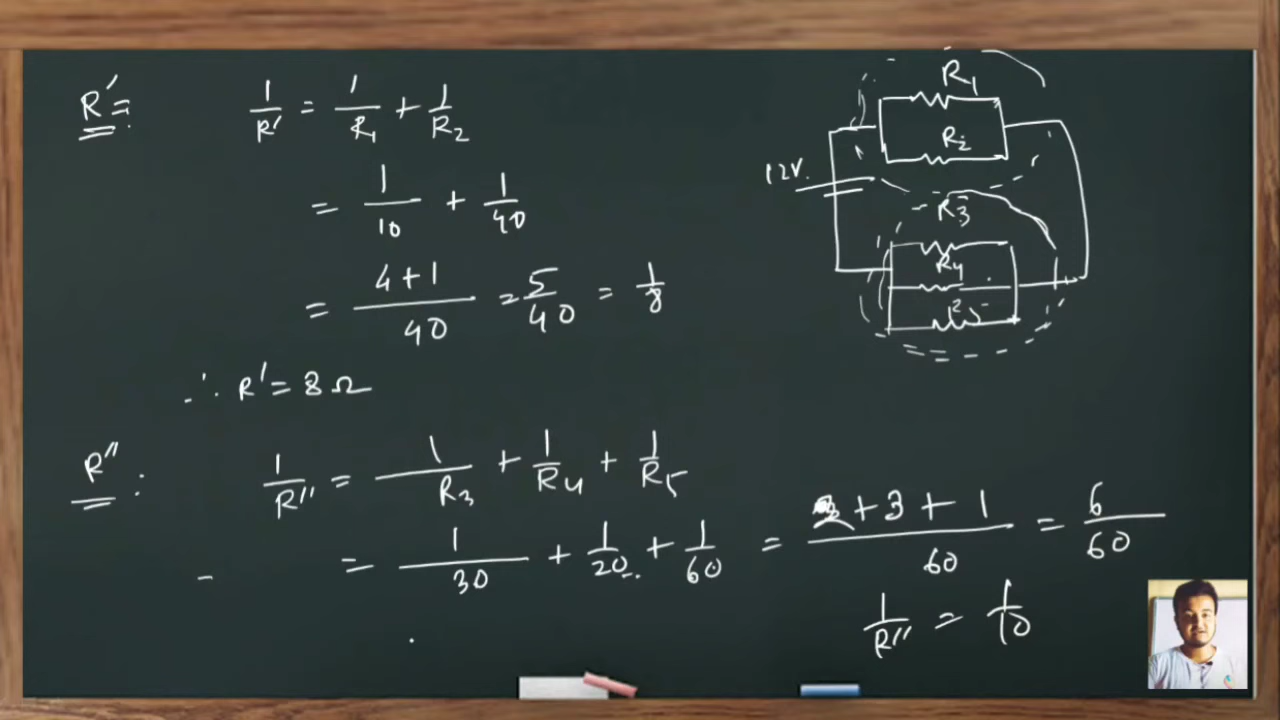 R' =: 1/R' = 1/R₁ + 1/R₂
= 1/10 + 1/40
= 4+1/40 = 5/40 = 1/8
∴ R' = 8 Ω
R'' : 1/R'' = 1/R₃ + 1/R₄ + 1/R₅
= 1/30 + 1/20 + 1/60 = 2+3+1/60 = 6/60
1/R'' = 1/10
R₁
R₂
12V.
R₃
R₄